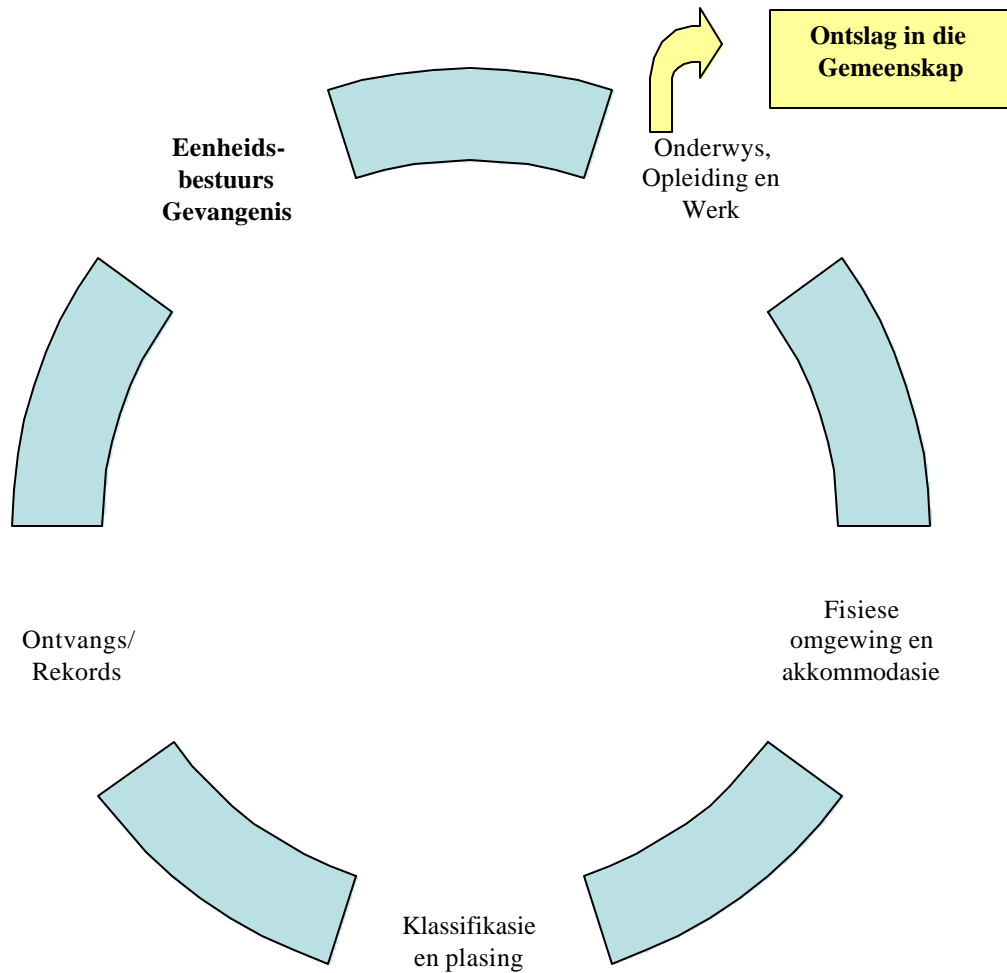 Ontslag in die
Gemeenskap
Eenheids-
bestuurs
Gevangenis
Onderwys,
Opleiding en
Werk
Ontvangs/
Rekords
Fisiese
omgewing en
akkommodasie
Klassifikasie
en plasing